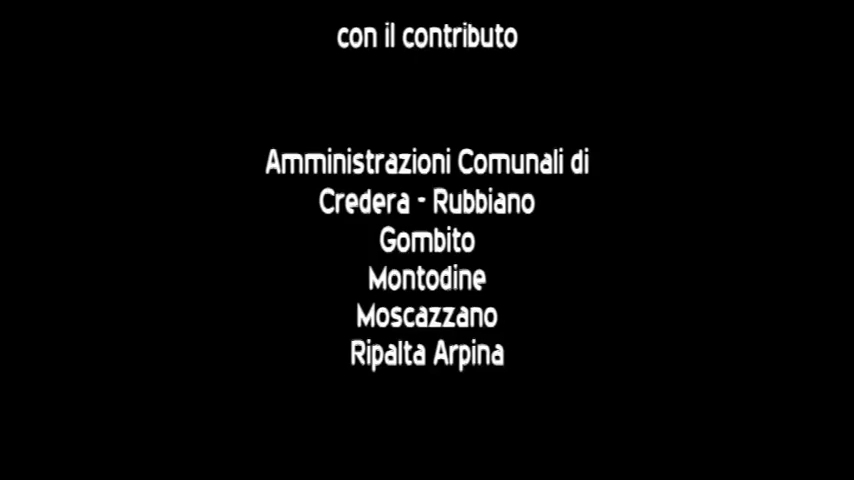 con il contributo
Amministrazioni Comunali di
Credera - Rubbiano
Gombito
Montodine
Moscazzano
Ripalta Arpina